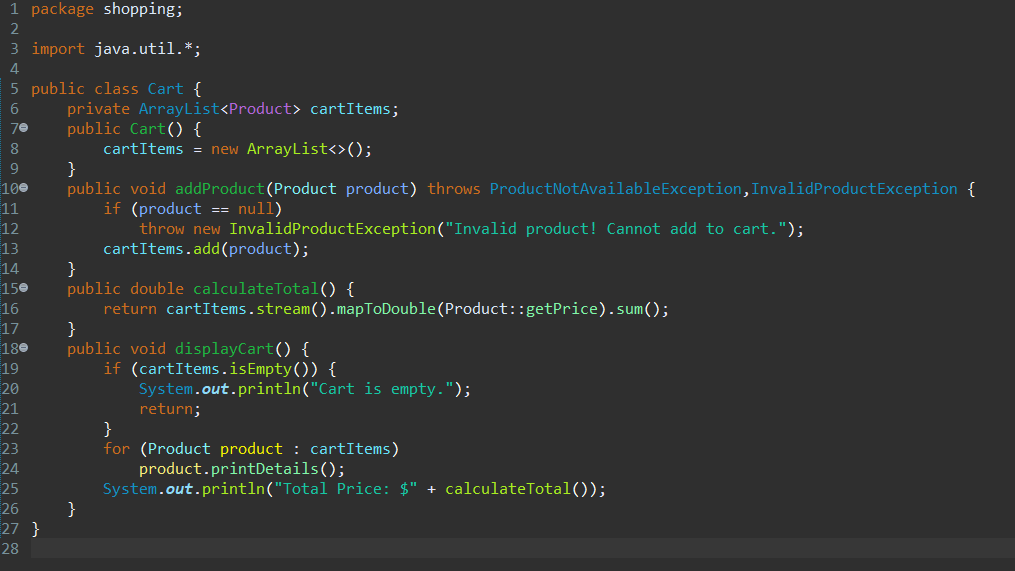 1 package shopping;
2
3 import java.util.*;
4
5 public class Cart {
6     private ArrayList<Product> cartItems;
7     public Cart() {
8         cartItems = new ArrayList<>();
9     }
10     public void addProduct(Product product) throws ProductNotAvailableException,InvalidProductException {
11         if (product == null)
12             throw new InvalidProductException("Invalid product! Cannot add to cart.");
13         cartItems.add(product);
14     }
15     public double calculateTotal() {
16         return cartItems.stream().mapToDouble(Product::getPrice).sum();
17     }
18     public void displayCart() {
19         if (cartItems.isEmpty()) {
20             System.out.println("Cart is empty.");
21             return;
22         }
23         for (Product product : cartItems)
24             product.printDetails();
25         System.out.println("Total Price: $" + calculateTotal());
26     }
27 }
28